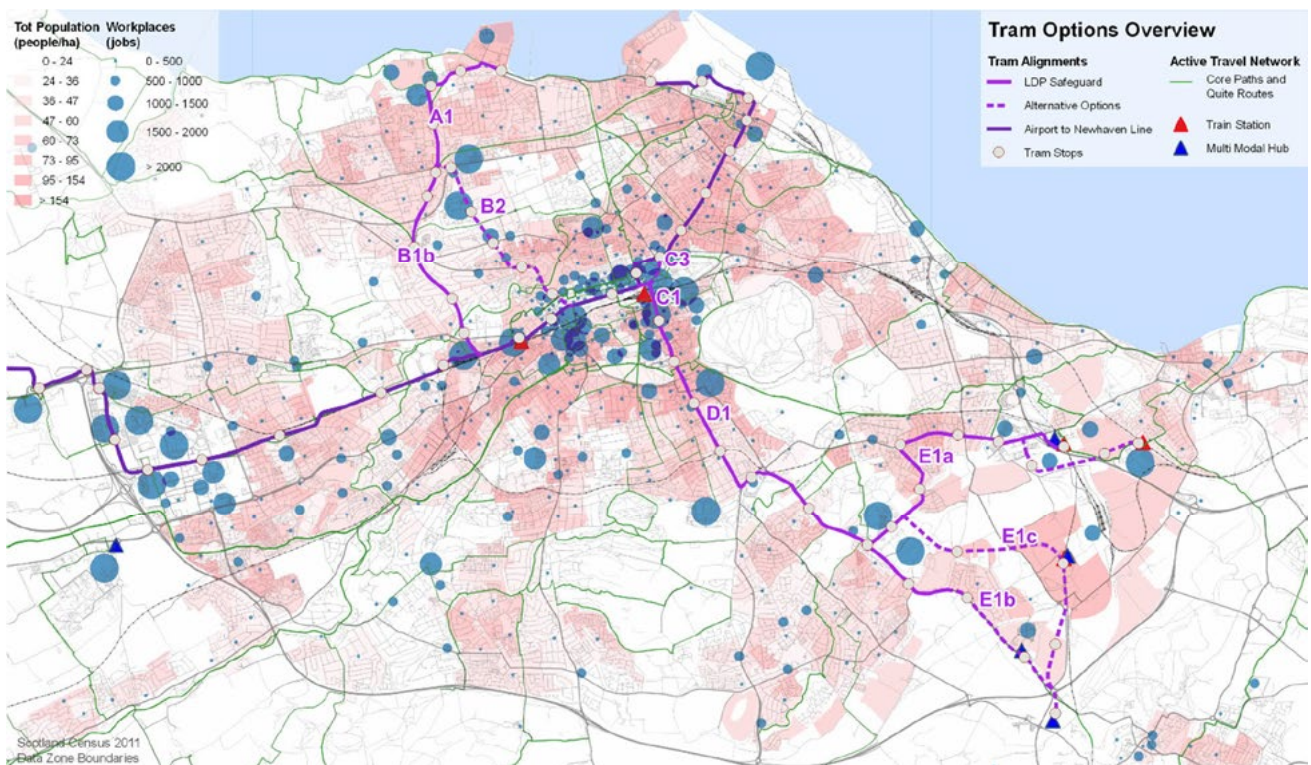 Tot Population
(people/ha)
0 - 24
24 - 36
36 - 47
47 - 60
60 - 73
73 - 95
95 - 154
> 154
Workplaces
(jobs)
0 - 500
500 - 1000
1000 - 1500
1500 - 2000
> 2000
Tram Options Overview
Tram Alignments
LDP Safeguard
Alternative Options
Airport to Newhaven Line
Tram Stops
Active Travel Network
Core Paths and
Quite Routes
Train Station
Multi Modal Hub
A1
B2
B1b
C3
C1
D1
E1a
E1c
E1b
Scotland Census 2011
Data Zone Boundaries